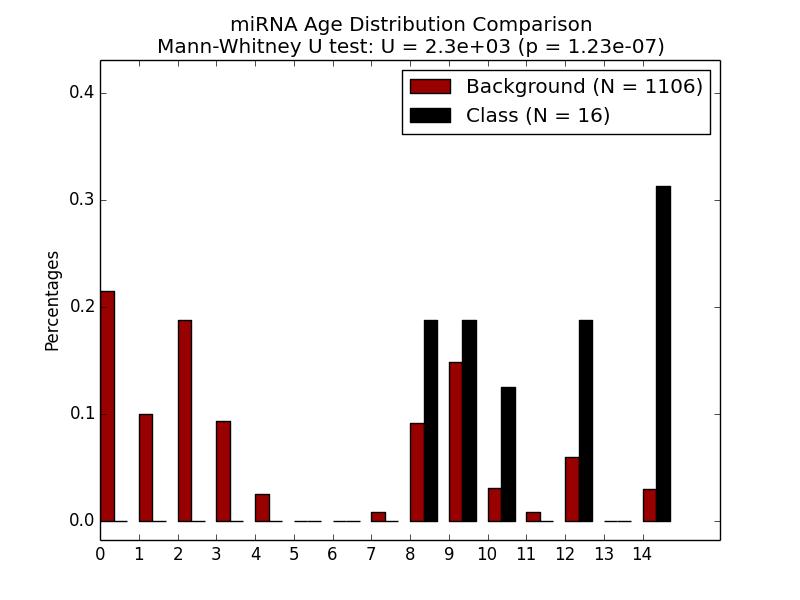 miRNA Age Distribution Comparison
Mann-Whitney U test: U = 2.3e+03 (p = 1.23e-07)
Background (N = 1106)
Class (N = 16)
Percentages
0.4
0.3
0.2
0.1
0.0
0 1 2 3 4 5 6 7 8 9 10 11 12 13 14